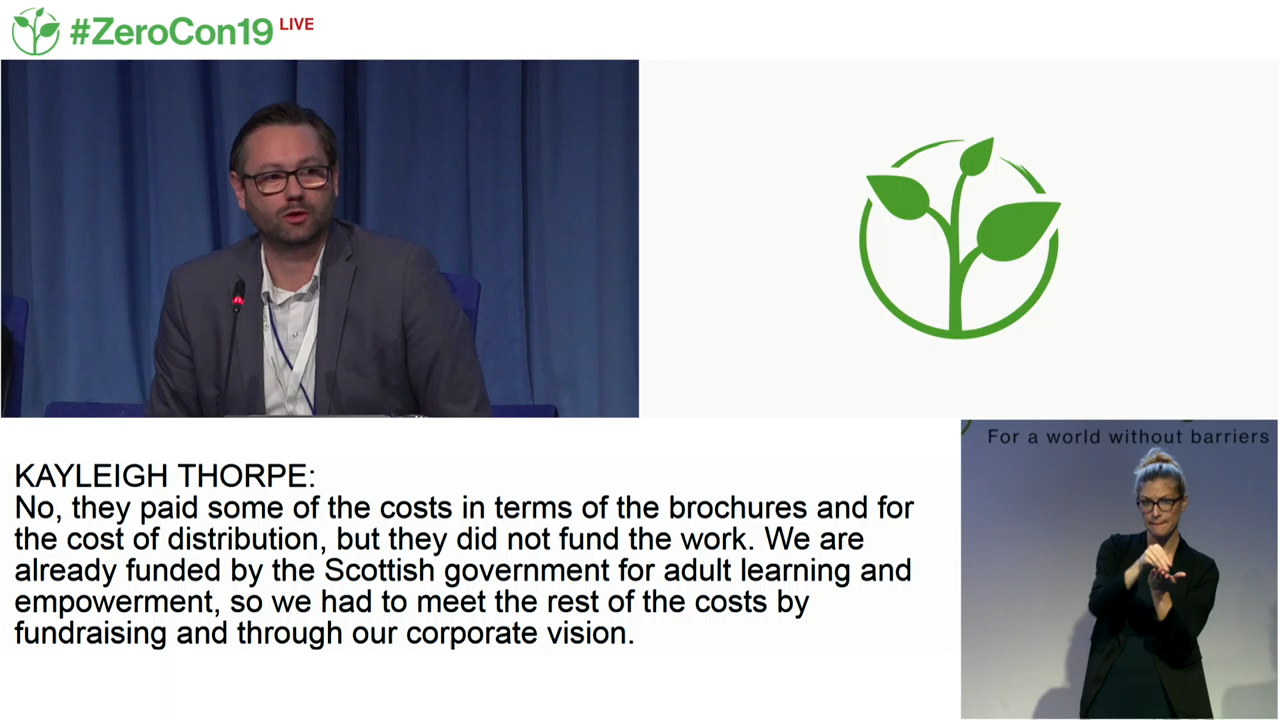 #ZeroCon19 LIVE
For a world without barriers
KAYLEIGH THORPE:
No, they paid some of the costs in terms of the brochures and for
the cost of distribution, but they did not fund the work. We are
already funded by the Scottish government for adult learning and
empowerment, so we had to meet the rest of the costs by
fundraising and through our corporate vision.